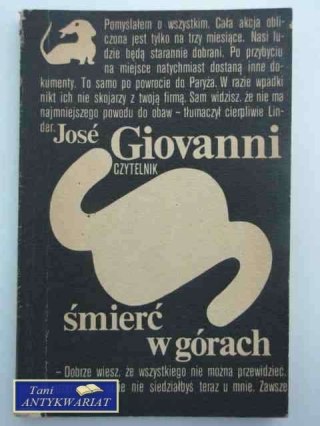 Pomyślałem o wszystkim. Cała akcja obli-
czona jest tylko na trzy miesiące. Nasi lu-
dzie będą starannie dobrani. Po przybyciu
na miejsce natychmiast dostaną inne do-
kumenty. To samo po powrocie do Paryża. W razie wpadki
nikt ich nie skojarzy z twoją firmą. Sam widzisz, że nie ma
najmniejszego powodu do obaw – tłumaczył cierpliwie Lin-
der.
José Giovanni
CZYTELNIK
śmierć
w górach
– Dobrze wiesz, że wszystkiego nie można przewidzieć.
nie siedziałbyś teraz u mnie. Zawsze
Tani
ANTYKWARIAT